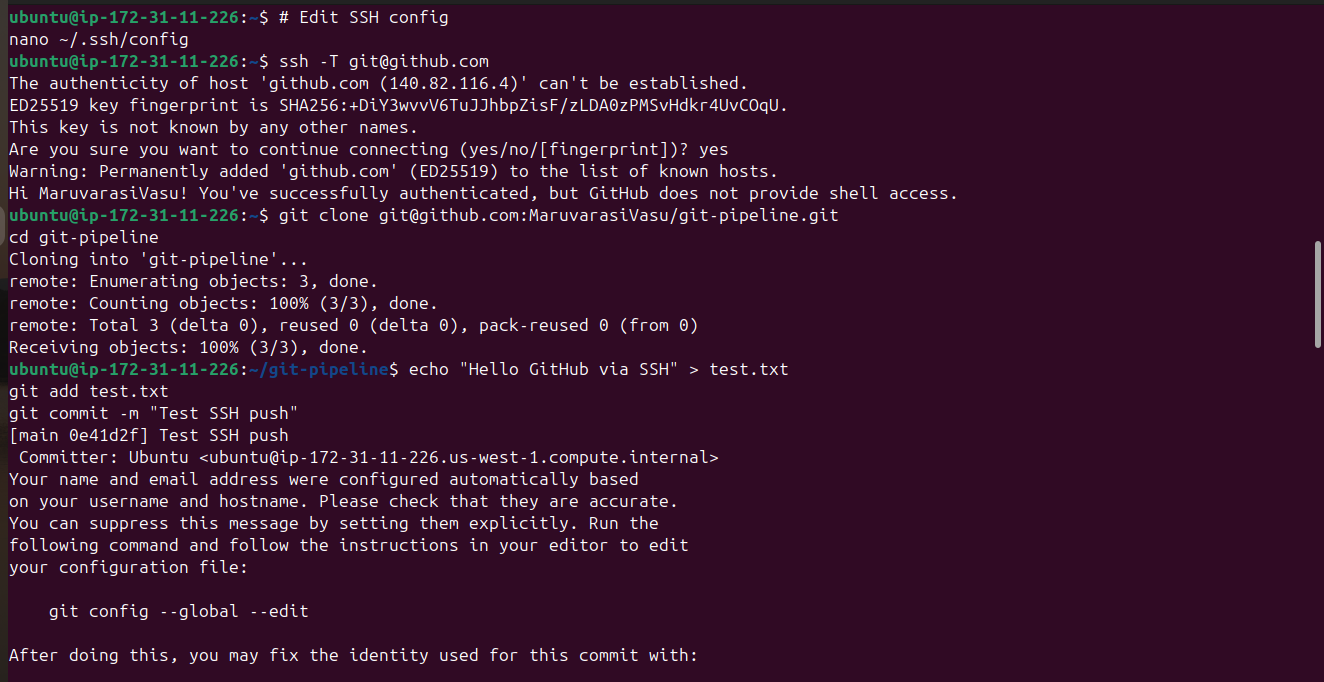 ubuntu@ip-172-31-11-226:~$ # Edit SSH config
nano ~/.ssh/config
ubuntu@ip-172-31-11-226:~$ ssh -T git@github.com
The authenticity of host 'github.com (140.82.116.4)' can't be established.
ED25519 key fingerprint is SHA256:+DiY3wvvV6TuJJhbpZisF/zLDA0zPMSvHdkr4UvCOqU.
This key is not known by any other names.
Are you sure you want to continue connecting (yes/no/[fingerprint])? yes
Warning: Permanently added 'github.com' (ED25519) to the list of known hosts.
Hi MaruvarasiVasu! You've successfully authenticated, but GitHub does not provide shell access.
ubuntu@ip-172-31-11-226:~$ git clone git@github.com:MaruvarasiVasu/git-pipeline.git
cd git-pipeline
Cloning into 'git-pipeline'...
remote: Enumerating objects: 3, done.
remote: Counting objects: 100% (3/3), done.
remote: Total 3 (delta 0), reused 0 (delta 0), pack-reused 0 (from 0)
Receiving objects: 100% (3/3), done.
ubuntu@ip-172-31-11-226:~/git-pipeline$ echo "Hello GitHub via SSH" > test.txt
git add test.txt
git commit -m "Test SSH push"
[main 0e41d2f] Test SSH push
 Committer: Ubuntu <ubuntu@ip-172-31-11-226.us-west-1.compute.internal>
Your name and email address were configured automatically based
on your username and hostname. Please check that they are accurate.
You can suppress this message by setting them explicitly. Run the
following command and follow the instructions in your editor to edit
your configuration file:
    git config --global --edit
After doing this, you may fix the identity used for this commit with: